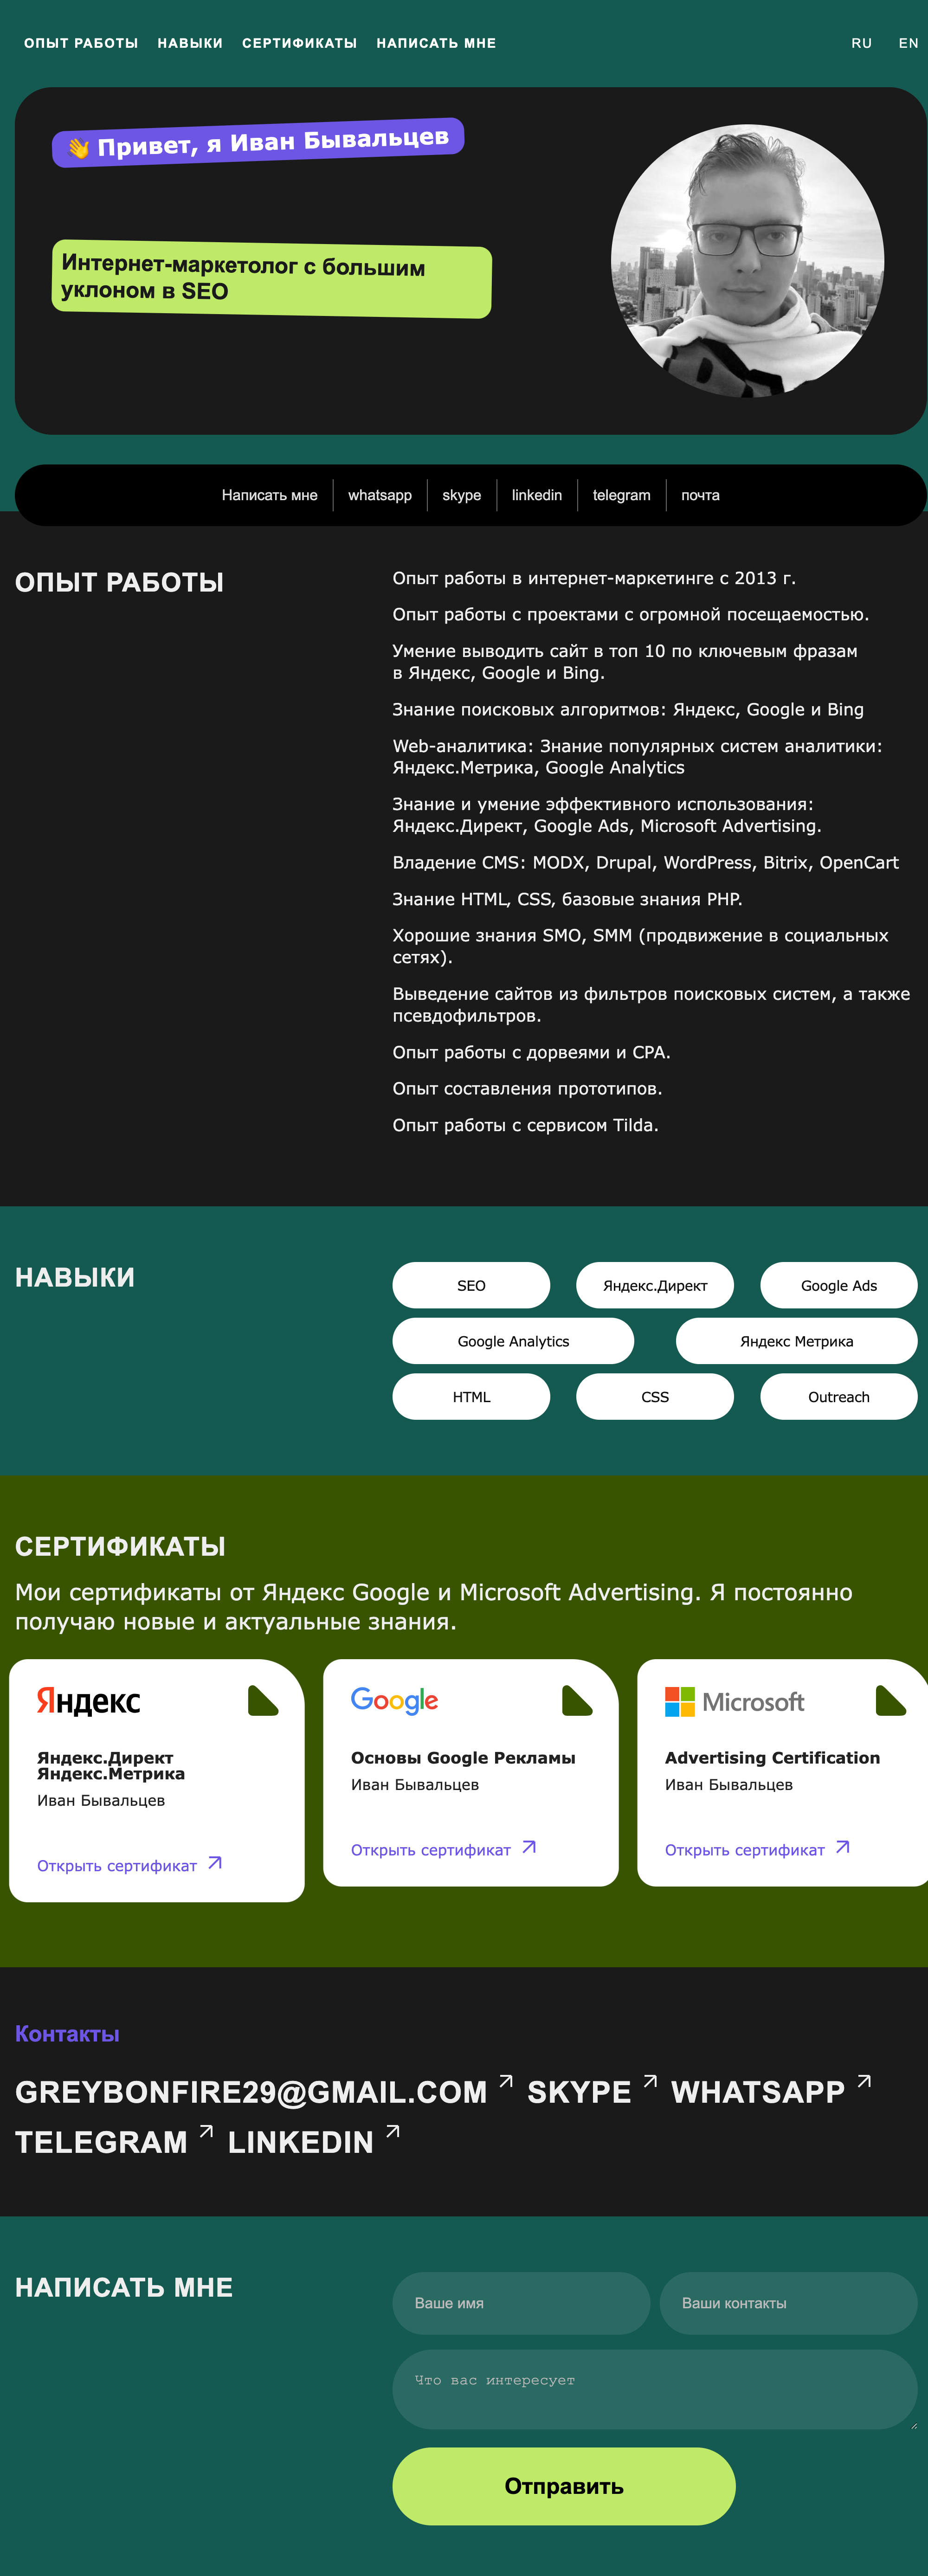 ОПЫТ РАБОТЫ НАВЫКИ СЕРТИФИКАТЫ НАПИСАТЬ МНЕ RU EN
👋 Привет, я Иван Бывальцев
Интернет-маркетолог с большим
уклоном в SEO
Написать мне whatsapp skype linkedin telegram почта
ОПЫТ РАБОТЫ
Опыт работы в интернет-маркетинге с 2013 г.
Опыт работы с проектами с огромной посещаемостью.
Умение выводить сайт в топ 10 по ключевым фразам
в Яндекс, Google и Bing.
Знание поисковых алгоритмов: Яндекс, Google и Bing
Web-аналитика: Знание популярных систем аналитики:
Яндекс.Метрика, Google Analytics
Знание и умение эффективного использования:
Яндекс.Директ, Google Ads, Microsoft Advertising.
Владение CMS: MODX, Drupal, WordPress, Bitrix, OpenCart
Знание HTML, CSS, базовые знания PHP.
Хорошие знания SMO, SMM (продвижение в социальных
сетях).
Выведение сайтов из фильтров поисковых систем, а также
псевдофильтров.
Опыт работы с дорвеями и CPA.
Опыт составления прототипов.
Опыт работы с сервисом Tilda.
НАВЫКИ
SEO Яндекс.Директ Google Ads
Google Analytics Яндекс Метрика
HTML CSS Outreach
СЕРТИФИКАТЫ
Мои сертификаты от Яндекс Google и Microsoft Advertising. Я постоянно
получаю новые и актуальные знания.
Яндекс
Яндекс.Директ
Яндекс.Метрика
Иван Бывальцев
Открыть сертификат
Google
Основы Google Рекламы
Иван Бывальцев
Открыть сертификат
Microsoft
Advertising Certification
Иван Бывальцев
Открыть сертификат
Контакты
GREYBONFIRE29@GMAIL.COM SKYPE WHATSAPP
TELEGRAM LINKEDIN
НАПИСАТЬ МНЕ
Ваше имя Ваши контакты
Что вас интересует
Отправить